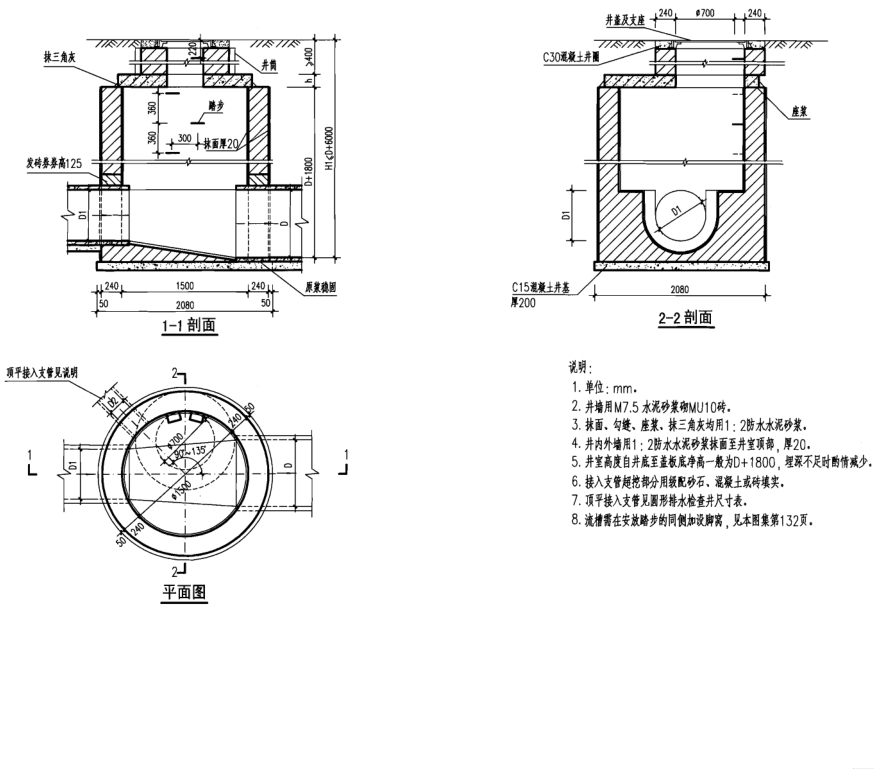 240 ø700 240
井盖及支座
220
≥400
抹三角灰
井筒
C30混凝土井圈
h
360
踏步
座浆
360
300
抹面厚20
发砖券券高125
D+1800
H1≤D+6000
D1
D
D1
D1
原浆稳固
C15混凝土井基
厚200
240 1500 240
50 2080 50
2080
1-1剖面
2-2剖面
顶平接入支管见说明
2
D2
240
50
ø700
90°~135°
1
D1
D
1
ø1500
240
50
2
平面图
说明:
1. 单位: mm。
2. 井墙用M7.5水泥砂浆砌MU10砖。
3. 抹面、勾缝、座浆、抹三角灰均用1:2防水水泥砂浆。
4. 井内外墙用1:2防水水泥砂浆抹面至井室顶部,厚20。
5. 井室高度自井底至盖板底净高一般为D+1800,埋深不足时酌情减少。
6. 接入支管超挖部分用级配砂石、混凝土或砖填实。
7. 顶平接入支管见圆形排水检查井尺寸表。
8. 流槽需在安放踏步的同侧加设脚窝,见本图集第132页。